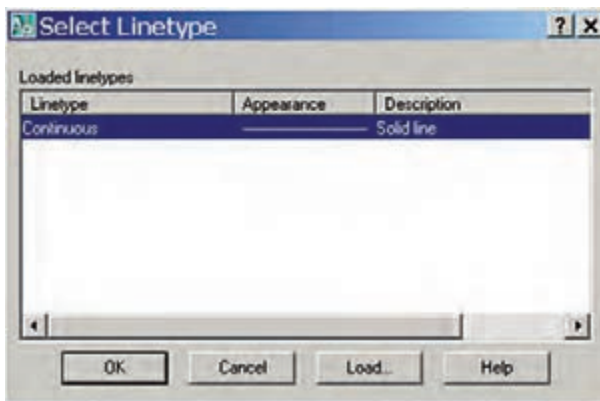 Select Linetype
Loaded linetypes
Linetype Appearance Description
Continuous Solid line
OK Cancel Load... Help